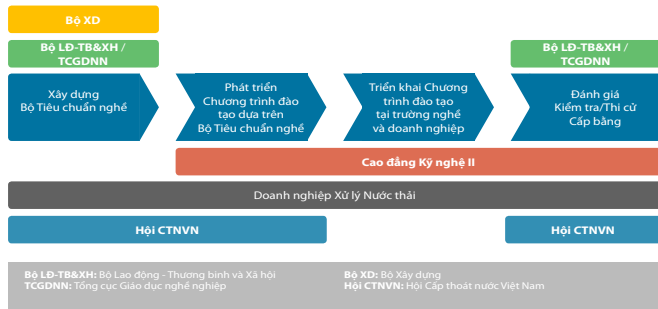 Bộ XD
Bộ LĐ-TB&XH /
TCGDNN
Bộ LĐ-TB&XH /
TCGDNN
Xây dựng
Bộ Tiêu chuẩn nghề
Phát triển
Chương trình đào
tạo dựa trên
Bộ Tiêu chuẩn nghề
Triển khai Chương
trình đào tạo
tại trường nghề
và doanh nghiệp
Đánh giá
Kiểm tra/Thi cử
Cấp bằng
Cao đẳng Kỹ nghệ II
Doanh nghiệp Xử lý Nước thải
Hội CTNVN
Hội CTNVN
Bộ LĐ-TB&XH: Bộ Lao động - Thương binh và Xã hội
TCGDNN: Tổng cục Giáo dục nghề nghiệp
Bộ XD: Bộ Xây dựng
Hội CTNVN: Hội Cấp thoát nước Việt Nam